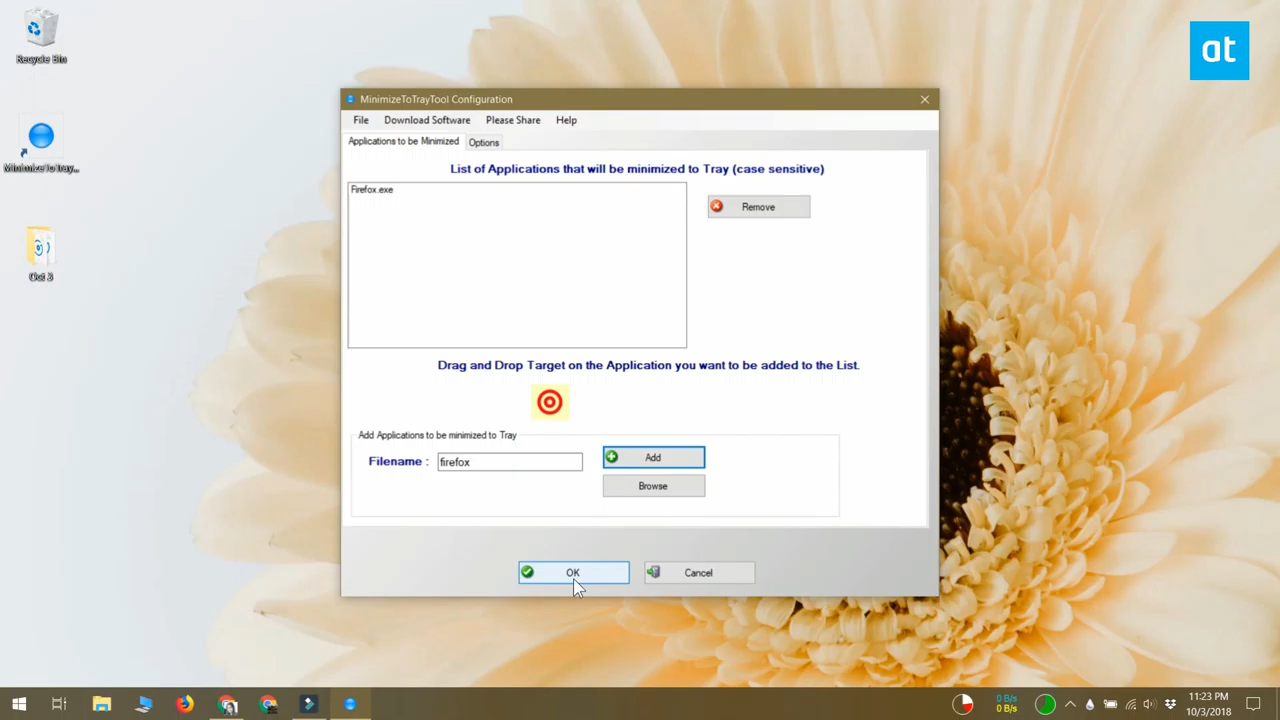 Recycle Bin
MinimizeToTray...
Oct 3
at
MinimizeToTrayTool Configuration
File Download Software Please Share Help
Applications to be Minimized Options
List of Applications that will be minimized to Tray (case sensitive)
Firefox.exe
Remove
Drag and Drop Target on the Application you want to be added to the List.
Add Applications to be minimized to Tray
Filename : firefox
Add
Browse
OK Cancel
0 B/s
0 B/s
11:23 PM
10/3/2018